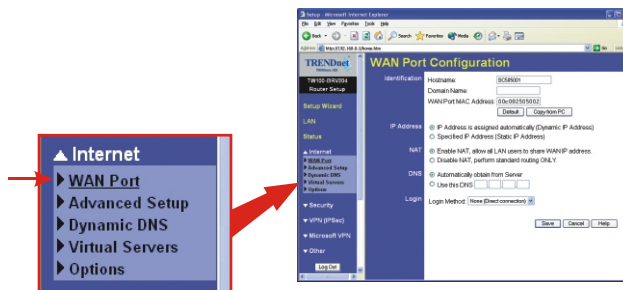 Setup - Microsoft Internet Explorer
File Edit View Favorites Tools Help
Back Search Favorites Media
Address Go
TRENDnet
TW100-BRV304
Router Setup
Setup Wizard
LAN
Status
Internet
WAN Port
Advanced Setup
Dynamic DNS
Virtual Servers
Options
Security
VPN (IPSec)
Microsoft VPN
Other
Log Out
WAN Port Configuration
Identification
Hostname:
Domain Name:
WAN Port MAC Address:
Default Copy from PC
IP Address
IP Address is assigned automatically (Dynamic IP Address)
Specified IP Address (Static IP Address)
NAT
Enable NAT, allow all LAN users to share WAN IP address.
Disable NAT, perform standard routing ONLY.
DNS
Automatically obtain from Server
Use this DNS
Login
Login Method: None (Direct connection)
Save Cancel Help
Internet
WAN Port
Advanced Setup
Dynamic DNS
Virtual Servers
Options